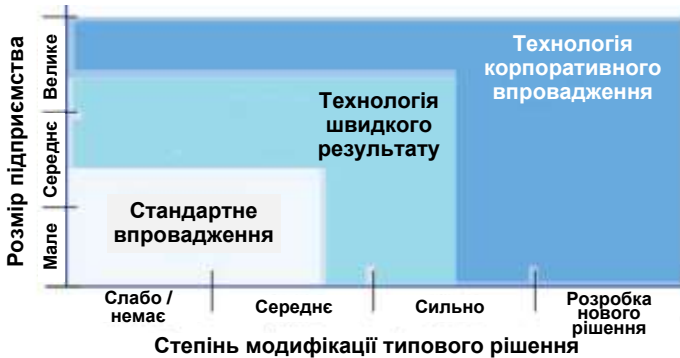 Розмір підприємства
Велике
Середнє
Мале
Технологія
корпоративного
впровадження
Технологія
швидкого
результату
Стандартне
впровадження
Слабо /
немає
Середнє
Сильно
Розробка
нового
рішення
Степінь модифікації типового рішення